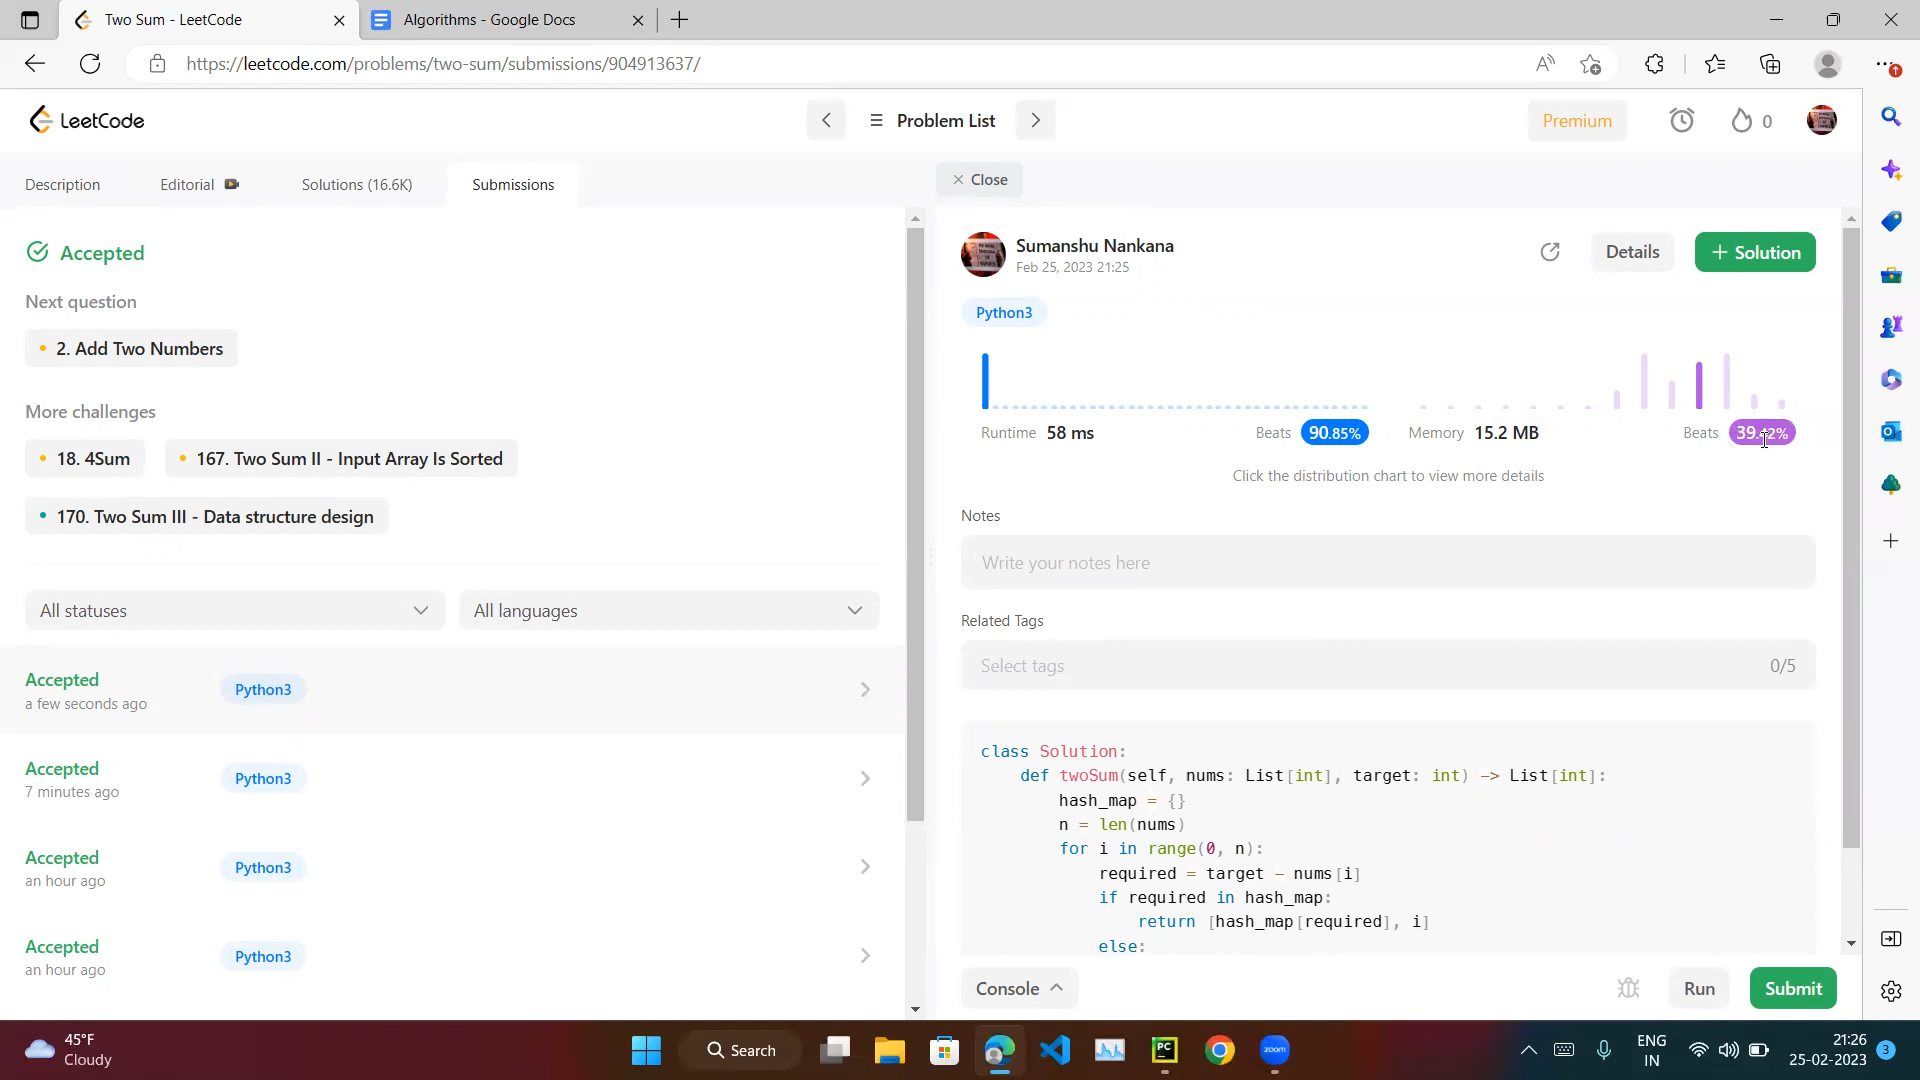 Two Sum - LeetCode
Algorithms - Google Docs
https://leetcode.com/problems/two-sum/submissions/904913637/
LeetCode
Problem List
Premium
0
Description
Editorial
Solutions (16.6K)
Submissions
Close
Accepted
Next question
2. Add Two Numbers
More challenges
18. 4Sum
167. Two Sum II - Input Array Is Sorted
170. Two Sum III - Data structure design
All statuses
All languages
Accepted
Python3
a few seconds ago
Accepted
Python3
7 minutes ago
Accepted
Python3
an hour ago
Accepted
Python3
an hour ago
Sumanshu Nankana
Feb 25, 2023 21:25
Details
+ Solution
Python3
Runtime 58 ms
Beats 90.85%
Memory 15.2 MB
Beats
Click the distribution chart to view more details
Notes
Write your notes here
Related Tags
Select tags
0/5
class Solution:
def twoSum(self, nums: List[int], target: int) -> List[int]:
hash_map = {}
n = len(nums)
for i in range(0, n):
required = target - nums[i]
if required in hash_map:
return [hash_map[required], i]
else:
Console
Run
Submit
45°F
Cloudy
Search
PC
zoom
ENG
IN
21:26
25-02-2023
3